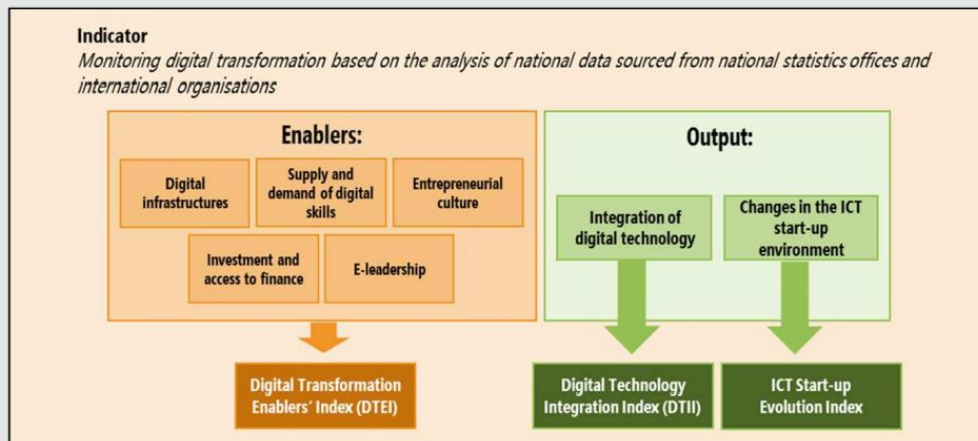 Indicator
Monitoring digital transformation based on the analysis of national data sourced from national statistics offices and
international organisations
Enablers:
Digital
infrastructures
Supply and
demand of digital
skills
Entrepreneurial
culture
Investment and
access to finance
E-leadership
Digital Transformation
Enablers' Index (DTEI)
Output:
Integration of
digital technology
Changes in the ICT
start-up
environment
Digital Technology
Integration Index (DTII)
ICT Start-up
Evolution Index